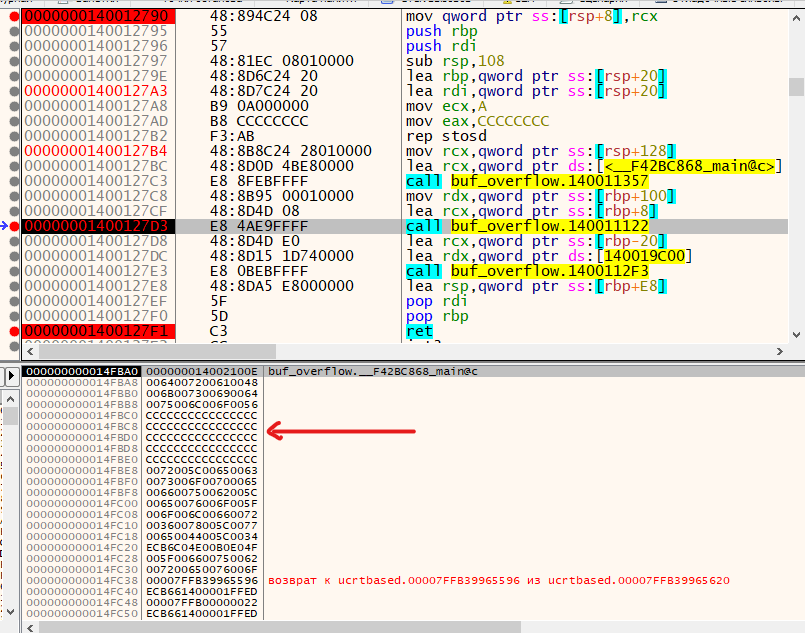 00000000140012790 48:894C24 08 mov qword ptr ss:[rsp+8],rcx
00000000140012795 55 push rbp
00000000140012796 57 push rdi
00000000140012797 48:81EC 08010000 sub rsp,108
0000000014001279E 48:8D6C24 20 lea rbp,qword ptr ss:[rsp+20]
00000001400127A3 48:8D7C24 20 lea rdi,qword ptr ss:[rsp+20]
00000001400127A8 B9 0A000000 mov ecx,A
00000001400127AD B8 CCCCCCCC mov eax,CCCCCCCC
00000001400127B2 F3:AB rep stosd
00000001400127B4 48:8B8C24 28010000 mov rcx,qword ptr ss:[rsp+128]
00000001400127BC 48:8D0D 4BE80000 lea rcx,qword ptr ds:[<__F42BC868_main@c>]
00000001400127C3 E8 8FEBFFFF call buf_overflow.140011357
00000001400127C8 48:8B95 00010000 mov rdx,qword ptr ss:[rbp+100]
00000001400127CF 48:8D4D 08 lea rcx,qword ptr ss:[rbp+8]
00000001400127D3 E8 4AE9FFFF call buf_overflow.140011122
00000001400127D8 48:8D4D E0 lea rcx,qword ptr ss:[rbp-20]
00000001400127DC 48:8D15 1D740000 lea rdx,qword ptr ds:[140019C00]
00000001400127E3 E8 0BEBFFFF call buf_overflow.1400112F3
00000001400127E8 48:8DA5 E8000000 lea rsp,qword ptr ss:[rbp+E8]
00000001400127EF 5F pop rdi
00000001400127F0 5D pop rbp
00000001400127F1 C3 ret
000000000014FBA0 000000014002100E buf_overflow.__F42BC868_main@c
000000000014FBA8 0064007200610048
000000000014FBB0 006B007300690064
000000000014FBB8 0075006C006F0056
000000000014FBC0 CCCCCCCCCCCCCCCC
000000000014FBC8 CCCCCCCCCCCCCCCC
000000000014FBD0 CCCCCCCCCCCCCCCC
000000000014FBD8 CCCCCCCCCCCCCCCC
000000000014FBE0 CCCCCCCCCCCCCCCC
000000000014FBE8 0072005C00650063
000000000014FBF0 0073006F00700065
000000000014FBF8 006600750062005C
000000000014FC00 00650076006F005F
000000000014FC08 006F006C00660072
000000000014FC10 00360078005C0077
000000000014FC18 00650044005C0034
000000000014FC20 ECB6C04E00B0E04F
000000000014FC28 005F006600750062
000000000014FC30 007200650076006F
000000000014FC38 00007FFB39965596 возврат к ucrtbased.00007FFB39965596 из ucrtbased.00007FFB39965620
000000000014FC40 ECB661400001FFED
000000000014FC48 00007FFB00000022
000000000014FC50 ECB661400001FFED